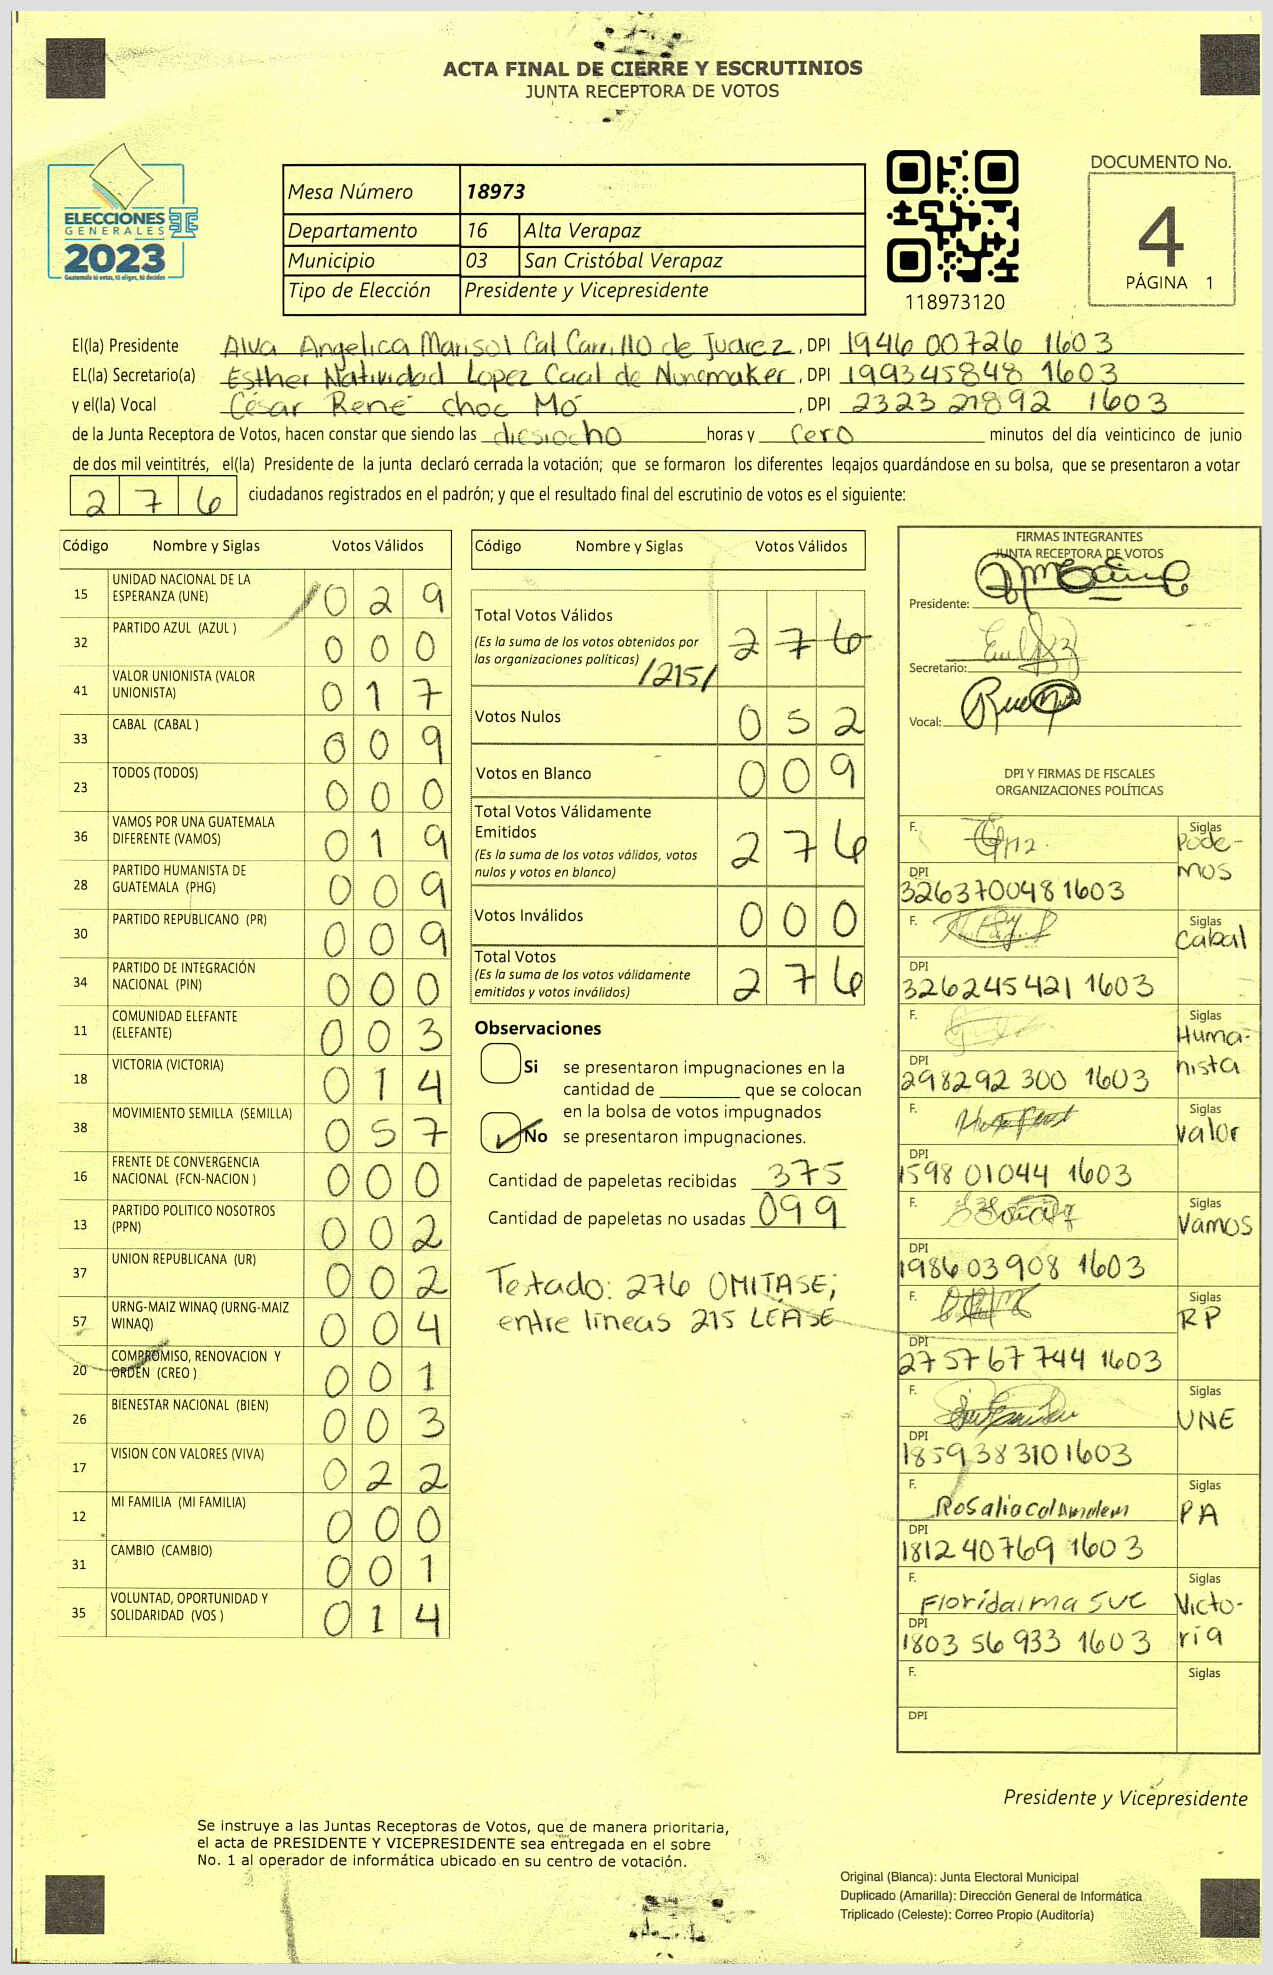 ACTA FINAL DE CIERRE Y ESCRUTINIOS
JUNTA RECEPTORA DE VOTOS
ELECCIONES
GENERALES
2023
Guatemala tú votas, tú eliges, tú decides
Mesa Número 18973
Departamento 16 Alta Verapaz
Municipio 03 San Cristóbal Verapaz
Tipo de Elección Presidente y Vicepresidente
118973120
DOCUMENTO No.
4
PÁGINA 1
El(la) Presidente Alva Angelica Marisol Cal Carrillo de Juarez, DPI 1946 00726 1603
EL(la) Secretario(a) Esther Natividad Lopez Caal de Nunemaker, DPI 199345848 1603
y el(la) Vocal César René choc Mó, DPI 2323 21892 1603
de la Junta Receptora de Votos, hacen constar que siendo las diesiocho horas y cero minutos del día veinticinco de junio
de dos mil veintitrés, el(la) Presidente de la junta declaró cerrada la votación; que se formaron los diferentes legajos guardándose en su bolsa, que se presentaron a votar
2 7 6 ciudadanos registrados en el padrón; y que el resultado final del escrutinio de votos es el siguiente:
Código Nombre y Siglas Votos Válidos
15 UNIDAD NACIONAL DE LA ESPERANZA (UNE) 0 2 9
32 PARTIDO AZUL (AZUL ) 0 0 0
41 VALOR UNIONISTA (VALOR UNIONISTA) 0 1 7
33 CABAL (CABAL ) 0 0 9
23 TODOS (TODOS) 0 0 0
36 VAMOS POR UNA GUATEMALA DIFERENTE (VAMOS) 0 1 9
28 PARTIDO HUMANISTA DE GUATEMALA (PHG) 0 0 9
30 PARTIDO REPUBLICANO (PR) 0 0 9
34 PARTIDO DE INTEGRACIÓN NACIONAL (PIN) 0 0 0
11 COMUNIDAD ELEFANTE (ELEFANTE) 0 0 3
18 VICTORIA (VICTORIA) 0 1 4
38 MOVIMIENTO SEMILLA (SEMILLA) 0 5 7
16 FRENTE DE CONVERGENCIA NACIONAL (FCN-NACION ) 0 0 0
13 PARTIDO POLITICO NOSOTROS (PPN) 0 0 2
37 UNION REPUBLICANA (UR) 0 0 2
57 URNG-MAIZ WINAQ (URNG-MAIZ WINAQ) 0 0 4
20 COMPROMISO, RENOVACION Y ORDEN (CREO ) 0 0 1
26 BIENESTAR NACIONAL (BIEN) 0 0 3
17 VISION CON VALORES (VIVA) 0 2 2
12 MI FAMILIA (MI FAMILIA) 0 0 0
31 CAMBIO (CAMBIO) 0 0 1
35 VOLUNTAD, OPORTUNIDAD Y SOLIDARIDAD (VOS ) 0 1 4
Código Nombre y Siglas Votos Válidos
Total Votos Válidos
(Es la suma de los votos obtenidos por
las organizaciones políticas) 2 7 6
/215/
Votos Nulos 0 5 2
Votos en Blanco 0 0 9
Total Votos Válidamente
Emitidos
(Es la suma de los votos válidos, votos
nulos y votos en blanco) 2 7 6
Votos Inválidos 0 0 0
Total Votos
(Es la suma de los votos válidamente
emitidos y votos inválidos) 2 7 6
Observaciones
Si se presentaron impugnaciones en la
cantidad de ________ que se colocan
en la bolsa de votos impugnados
No se presentaron impugnaciones.
Cantidad de papeletas recibidas 375
Cantidad de papeletas no usadas 099
Testado: 276 OMITASE;
entre líneas 215 LÉASE
FIRMAS INTEGRANTES
JUNTA RECEPTORA DE VOTOS
Presidente:
Secretario:
Vocal:
DPI Y FIRMAS DE FISCALES
ORGANIZACIONES POLÍTICAS
F. Siglas
Podemos
DPI
326370048 1603
F. Siglas
Cabal
DPI
326245421 1603
F. Siglas
Humanista
DPI
298292 300 1603
F. Siglas
Valor
DPI
1598 01044 1603
F. Siglas
Vamos
DPI
1986 03908 1603
F. Siglas
RP
DPI
2757 67 744 1603
F. Siglas
UNE
DPI
1859383101603
F. Siglas
PA
DPI
1812 40769 1603
F. Floridalma Suc Siglas
Victoria
DPI
1803 56 933 1603
F. Siglas
DPI
Presidente y Vicepresidente
Se instruye a las Juntas Receptoras de Votos, que de manera prioritaria,
el acta de PRESIDENTE Y VICEPRESIDENTE sea entregada en el sobre
No. 1 al operador de informática ubicado en su centro de votación.
Original (Blanca): Junta Electoral Municipal
Duplicado (Amarilla): Dirección General de Informática
Triplicado (Celeste): Correo Propio (Auditoría)